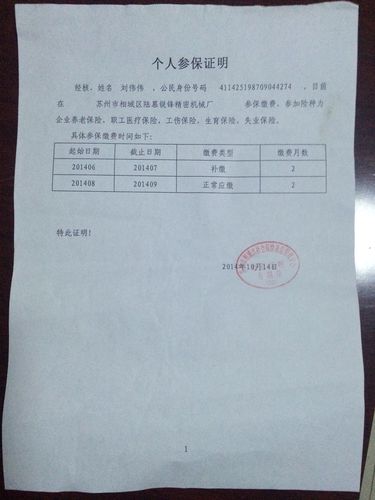 个人参保证明
经核，姓名 刘伟伟 ，公民身份号码 411425198709044274 ，目前
在 苏州市相城区陆慕锐锋精密机械厂 参保缴费，参加险种为
企业养老保险、职工医疗保险、工伤保险、生育保险、失业保险。
具体参保缴费时间如下：
起始日期 截止日期 缴费类型 缴费月数
201406 201407 补缴 2
201408 201409 正常应缴 2
特此证明！
2014年10月14日
1